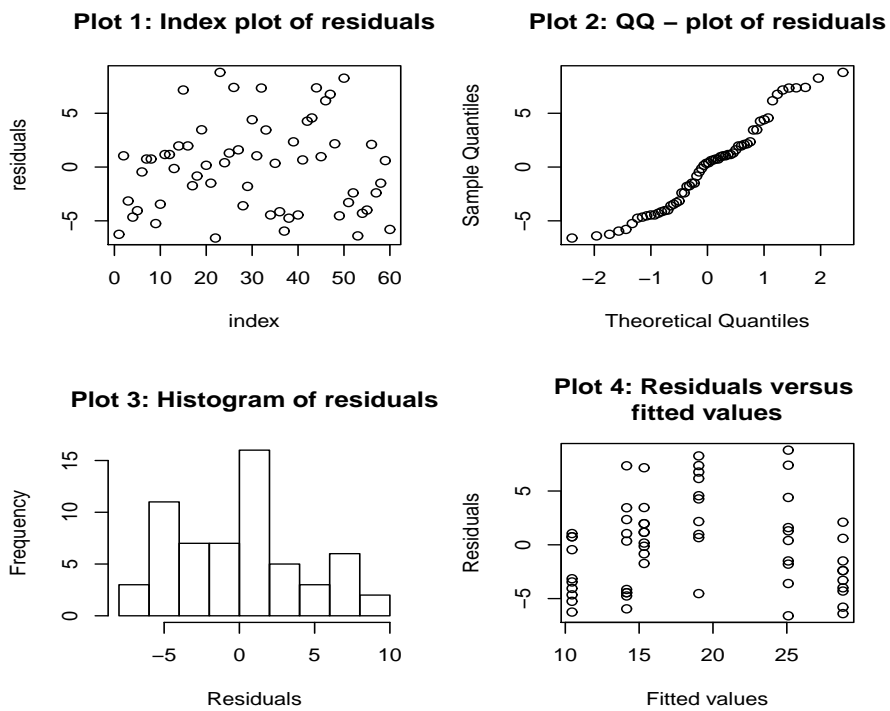 Plot 1: Index plot of residuals
residuals
5
0
−5
0 10 20 30 40 50 60
index
Plot 2: QQ − plot of residuals
Sample Quantiles
5
0
−5
−2 −1 0 1 2
Theoretical Quantiles
Plot 3: Histogram of residuals
Frequency
15
10
5
0
−5 0 5 10
Residuals
Plot 4: Residuals versus
fitted values
Residuals
5
0
−5
10 15 20 25
Fitted values